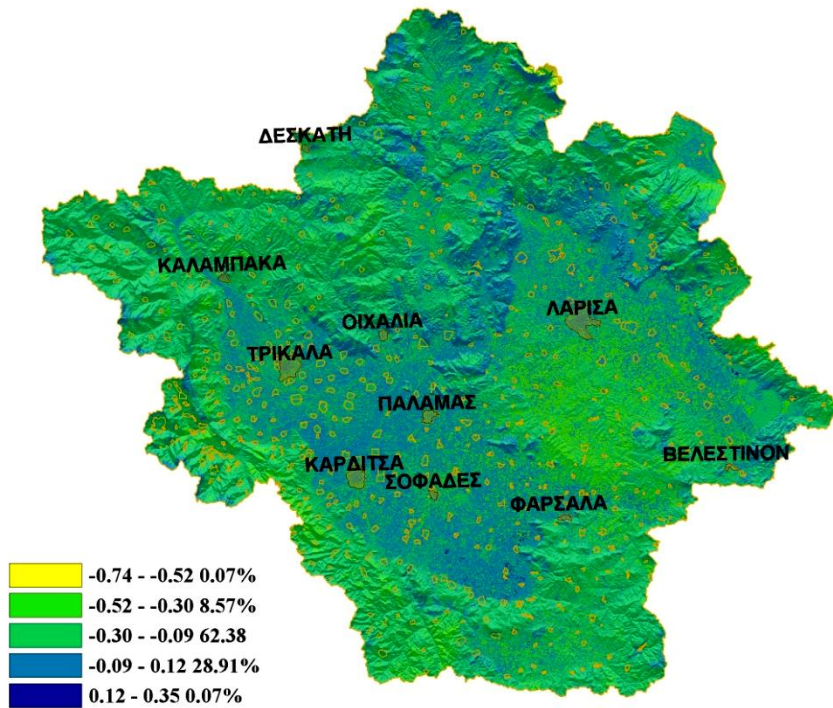 ΔΕΣΚΑΤΗ
ΚΑΛΑΜΠΑΚΑ
ΟΙΧΑΛΙΑ
ΛΑΡΙΣΑ
ΤΡΙΚΑΛΑ
ΠΑΛΑΜΑΣ
ΒΕΛΕΣΤΙΝΟΝ
ΚΑΡΔΙΤΣΑ
ΣΟΦΑΔΕΣ
ΦΑΡΣΑΛΑ
-0.74 - -0.52 0.07%
-0.52 - -0.30 8.57%
-0.30 - -0.09 62.38
-0.09 - 0.12 28.91%
0.12 - 0.35 0.07%